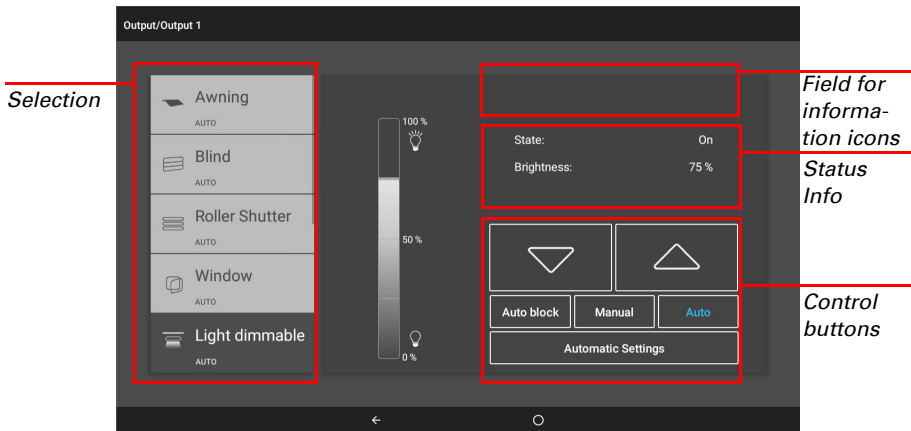 Output/Output 1
Selection
Awning
AUTO
Blind
AUTO
Roller Shutter
AUTO
Window
AUTO
Light dimmable
AUTO
100 %
50 %
0 %
State: On
Brightness: 75 %
Auto block Manual Auto
Automatic Settings
Field for
informa-
tion icons
Status
Info
Control
buttons